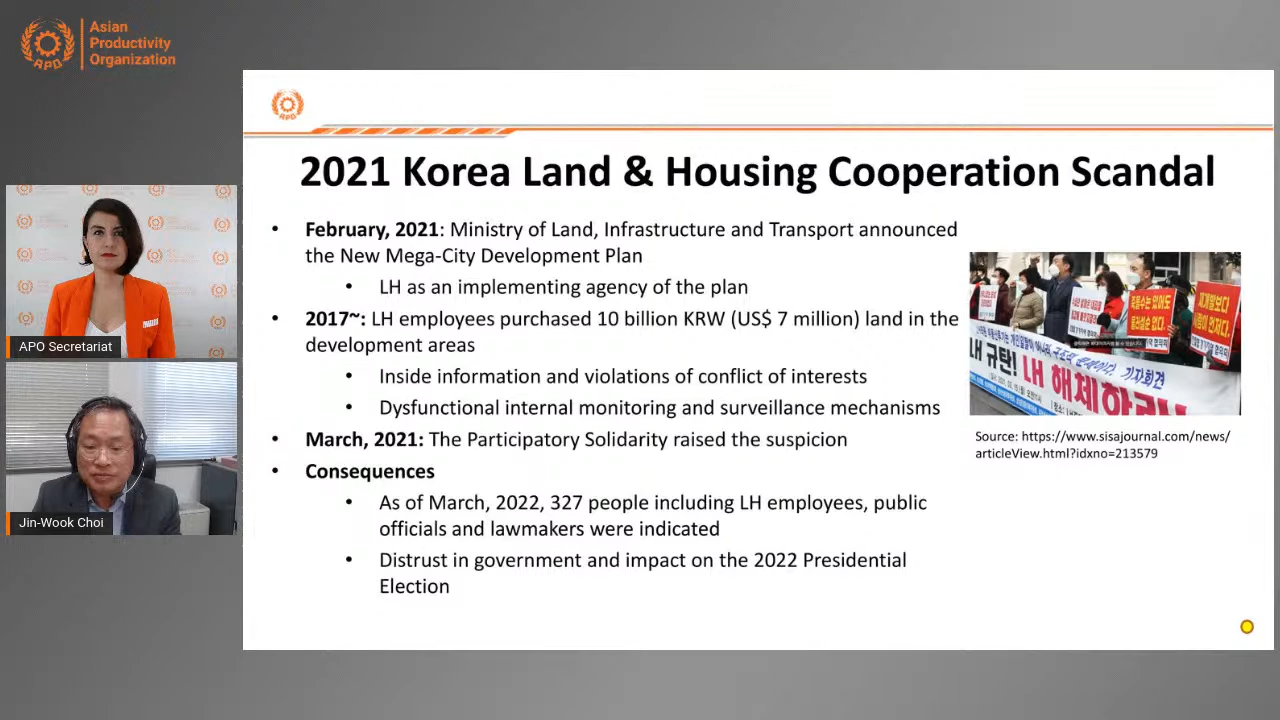 Asian
Productivity
Organization
APO
APO
2021 Korea Land & Housing Cooperation Scandal
• February, 2021: Ministry of Land, Infrastructure and Transport announced
the New Mega-City Development Plan
• LH as an implementing agency of the plan
• 2017~: LH employees purchased 10 billion KRW (US$ 7 million) land in the
development areas
• Inside information and violations of conflict of interests
• Dysfunctional internal monitoring and surveillance mechanisms
• March, 2021: The Participatory Solidarity raised the suspicion
• Consequences
• As of March, 2022, 327 people including LH employees, public
officials and lawmakers were indicated
• Distrust in government and impact on the 2022 Presidential
Election
기자회견
LH 규탄! LH 해체하라
Source: https://www.sisajournal.com/news/
articleView.html?idxno=213579
APO Secretariat
Jin-Wook Choi